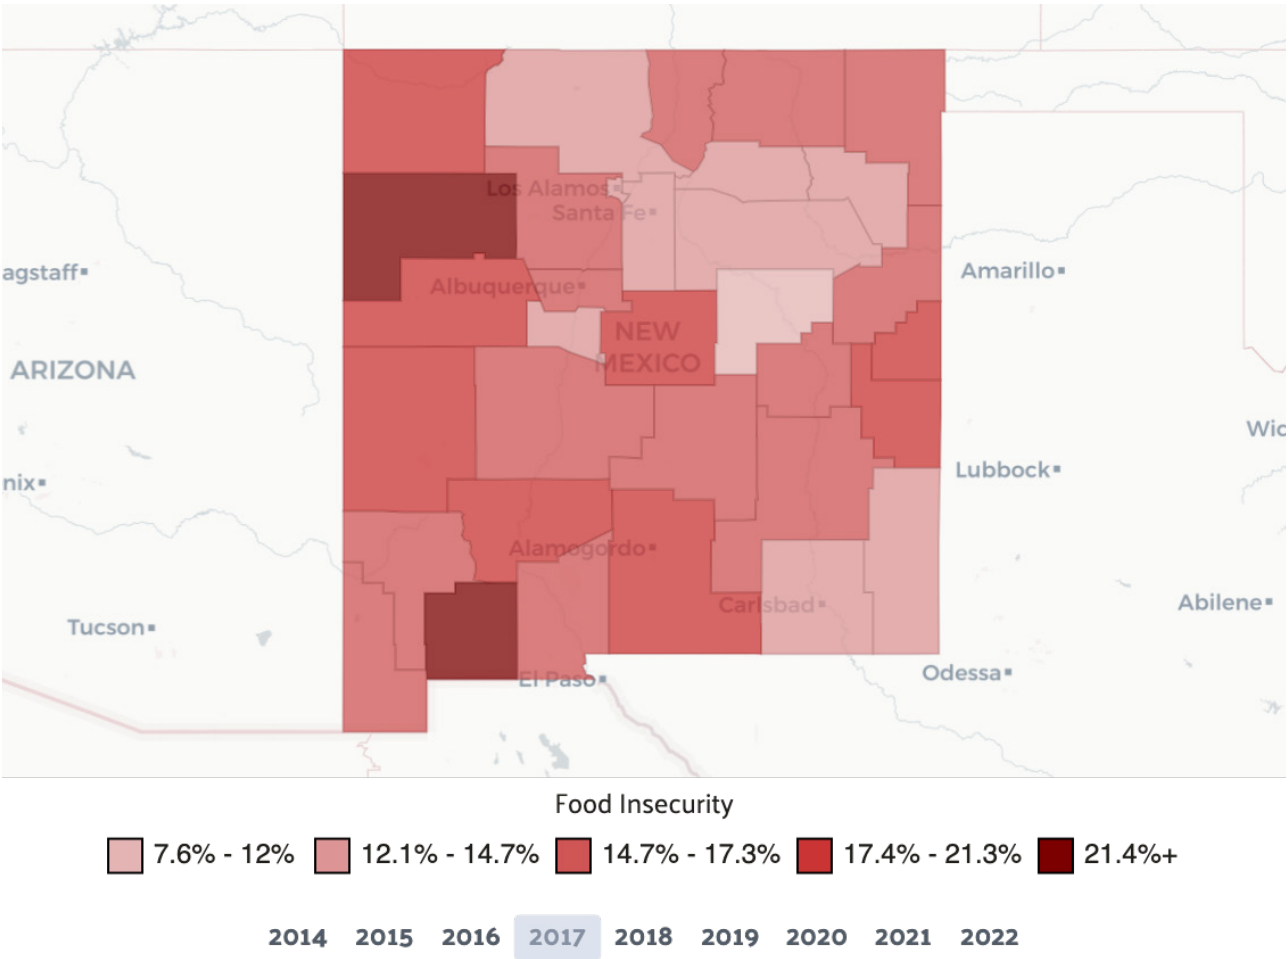 Los Alamos
Santa Fe
agstaff
Amarillo
Albuquerque
NEW
MEXICO
ARIZONA
Wic
Lubbock
nix
Alamogordo
Carlsbad
Abilene
Tucson
Odessa
El Paso
Food Insecurity
7.6% - 12% 12.1% - 14.7% 14.7% - 17.3% 17.4% - 21.3% 21.4%+
2014 2015 2016 2017 2018 2019 2020 2021 2022